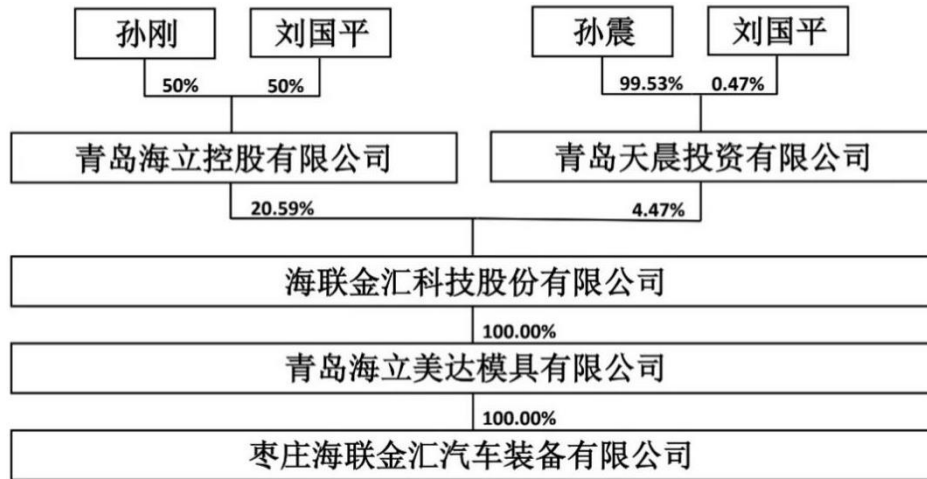 孙刚 刘国平 孙震 刘国平
50% 50% 99.53% 0.47%
青岛海立控股有限公司 青岛天晨投资有限公司
20.59% 4.47%
海联金汇科技股份有限公司
100.00%
青岛海立美达模具有限公司
100.00%
枣庄海联金汇汽车装备有限公司